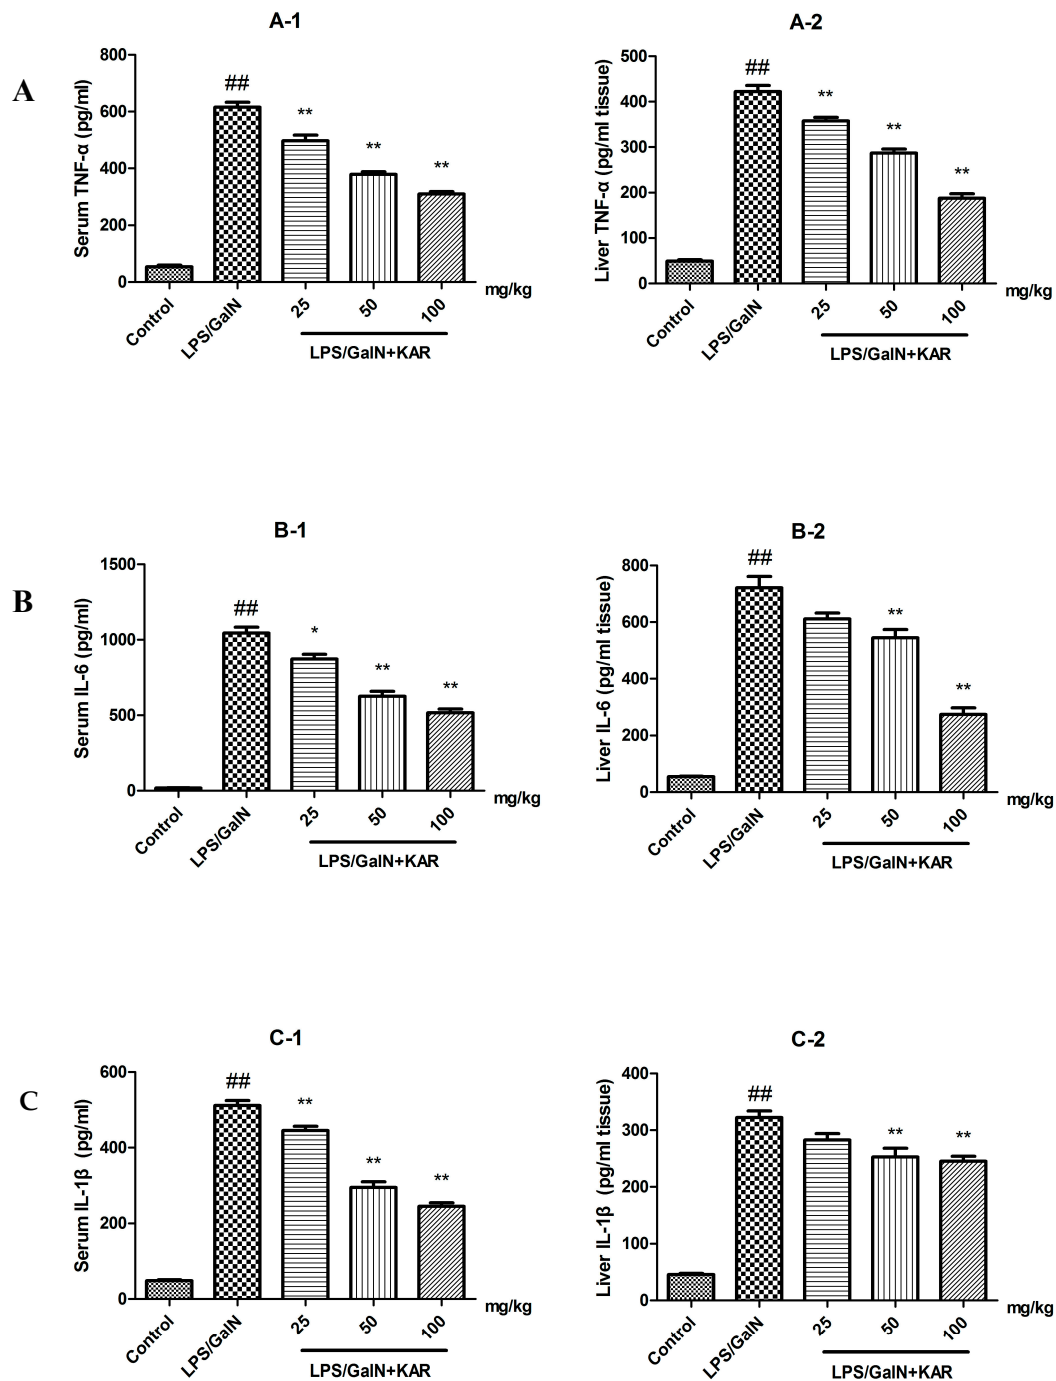 A
A-1
Serum TNF-α (pg/ml)
800
600
400
200
0
##
**
**
**
Control
LPS/GalN
25
50
100
mg/kg
LPS/GalN+KAR
A-2
Liver TNF-α (pg/ml tissue)
500
400
300
200
100
0
##
**
**
**
Control
LPS/GalN
25
50
100
mg/kg
LPS/GalN+KAR
B
B-1
Serum IL-6 (pg/ml)
1500
1000
500
0
##
*
**
**
Control
LPS/GalN
25
50
100
mg/kg
LPS/GalN+KAR
B-2
Liver IL-6 (pg/ml tissue)
800
600
400
200
0
##
**
**
Control
LPS/GalN
25
50
100
mg/kg
LPS/GalN+KAR
C
C-1
Serum IL-1β (pg/ml)
600
400
200
0
##
**
**
**
Control
LPS/GalN
25
50
100
mg/kg
LPS/GalN+KAR
C-2
Liver IL-1β (pg/ml tissue)
400
300
200
100
0
##
**
**
Control
LPS/GalN
25
50
100
mg/kg
LPS/GalN+KAR